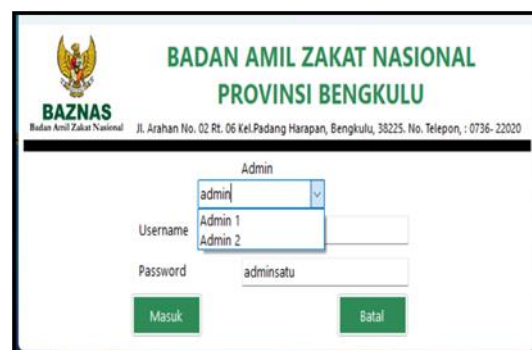 BADAN AMIL ZAKAT NASIONAL
PROVINSI BENGKULU
BAZNAS
Badan Amil Zakat Nasional
Jl. Arahan No. 02 Rt. 06 Kel.Padang Harapan, Bengkulu, 38225. No. Telepon, : 0736- 22020
Admin
admin
Admin 1
Username
Admin 2
Password adminsatu
Masuk Batal